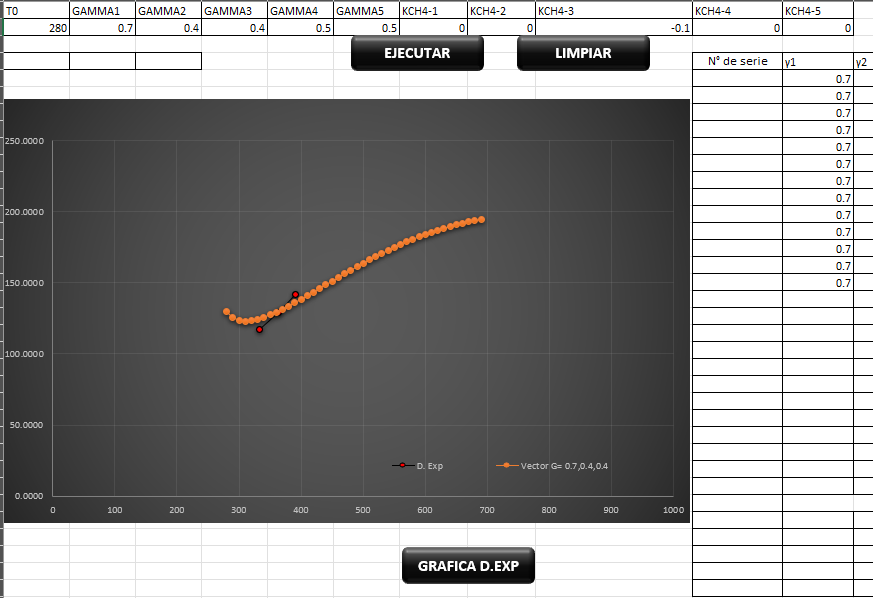 T0 GAMMA1 GAMMA2 GAMMA3 GAMMA4 GAMMA5 KCH4-1 KCH4-2 KCH4-3 KCH4-4 KCH4-5
280 0.7 0.4 0.4 0.5 0.5 0 0 -0.1 0 0
EJECUTAR LIMPIAR
N° de serie y1 y2
0.7
0.7
0.7
0.7
0.7
0.7
0.7
0.7
0.7
0.7
0.7
0.7
0.7
250.0000
200.0000
150.0000
100.0000
50.0000
0.0000
D. Exp Vector G= 0.7,0.4,0.4
0 100 200 300 400 500 600 700 800 900 1000
GRAFICA D.EXP